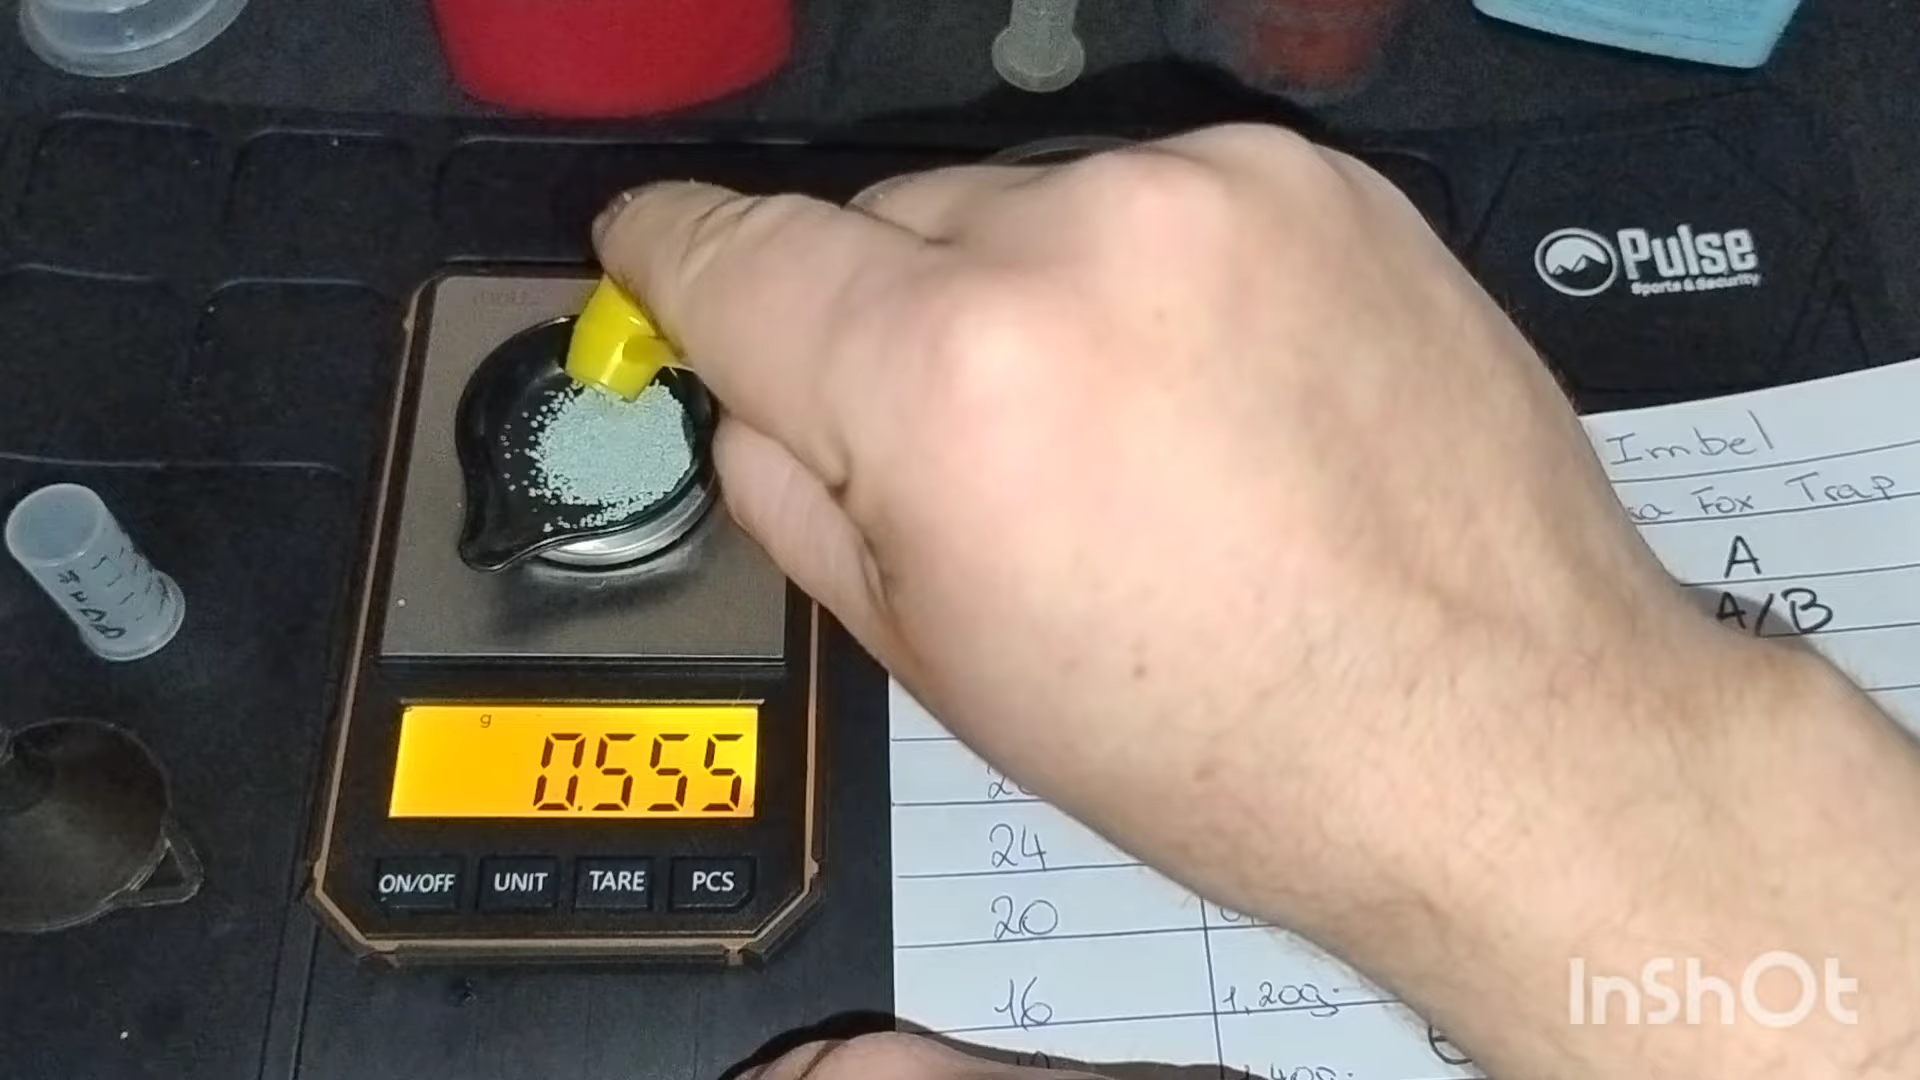 Pulse
Sports & Security
Imbel
Fox Trap
A
A/B
g
0.555
ON/OFF UNIT TARE PCS
24
20
16 1,20g.
InShOt